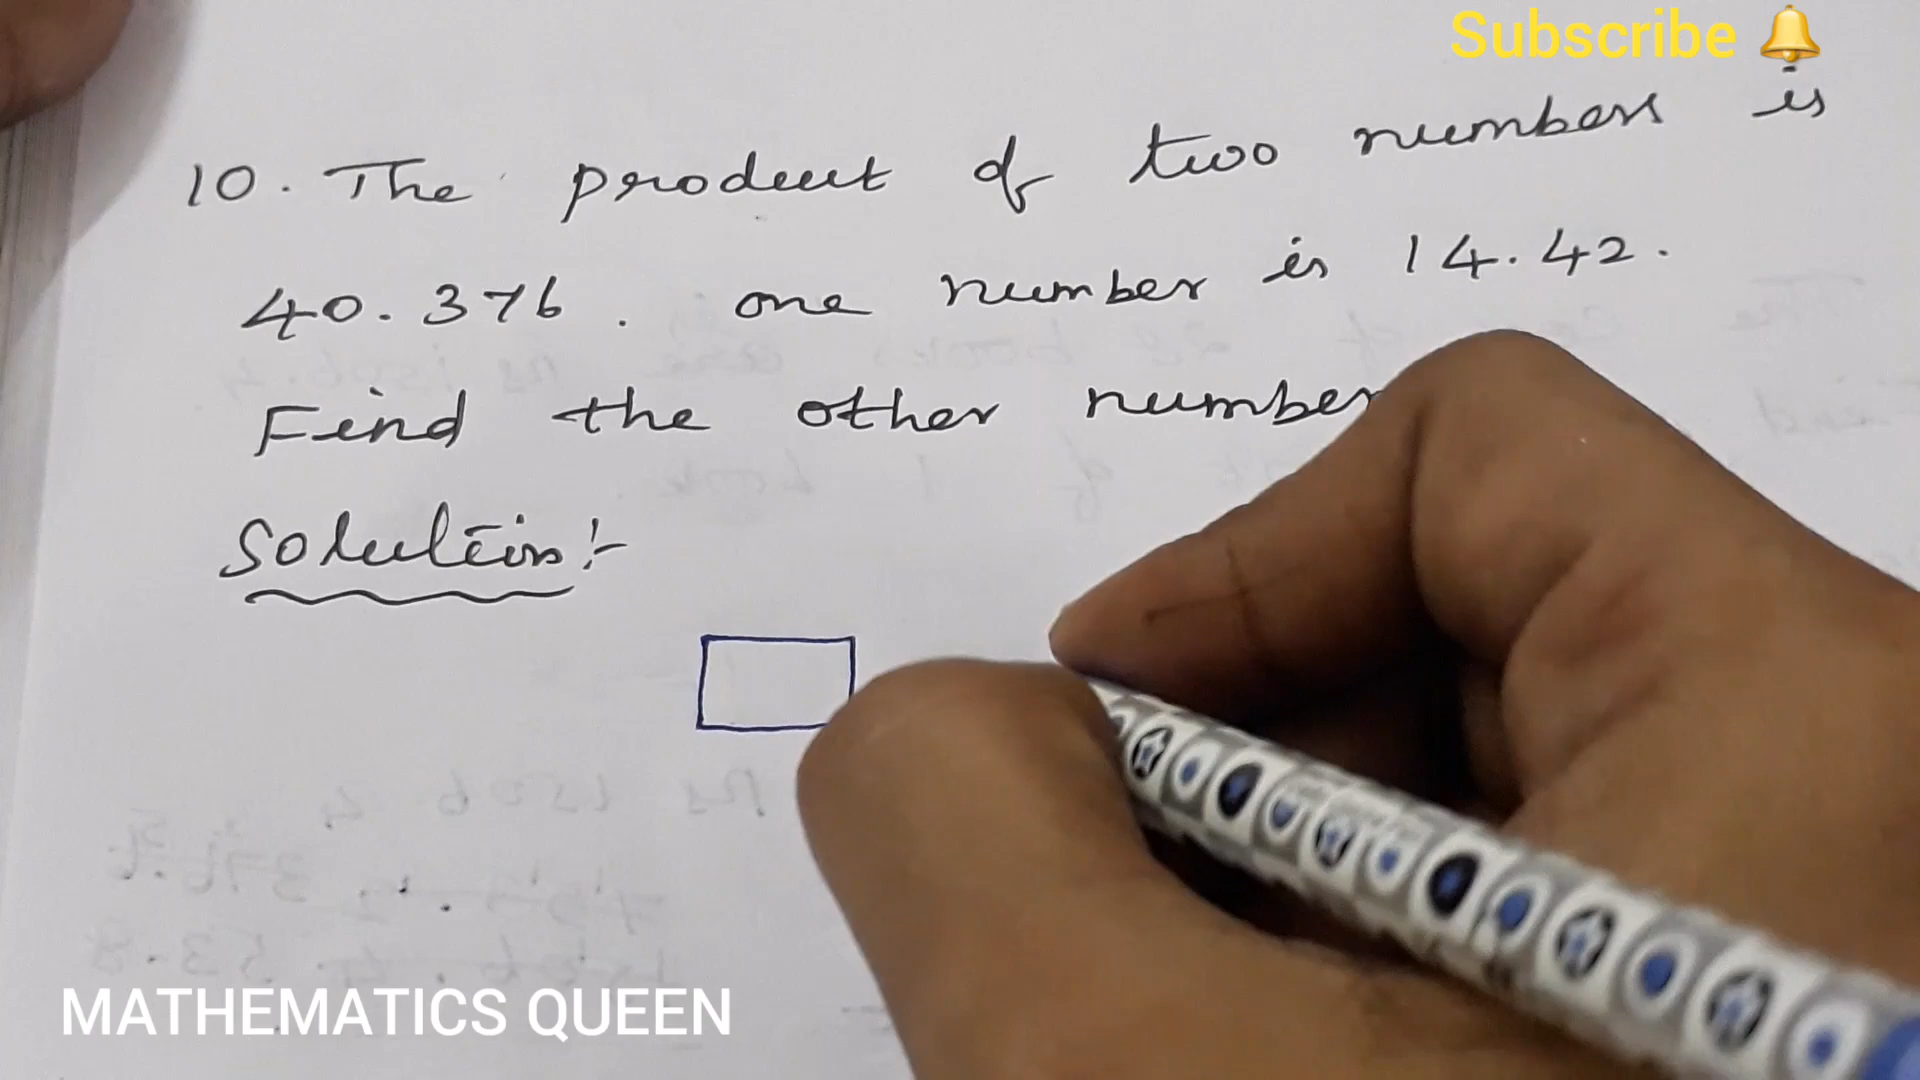 Subscribe 🔔
10. The product of two numbers is
40.376. one number is 14.42.
Find the other number
Solution:-
MATHEMATICS QUEEN